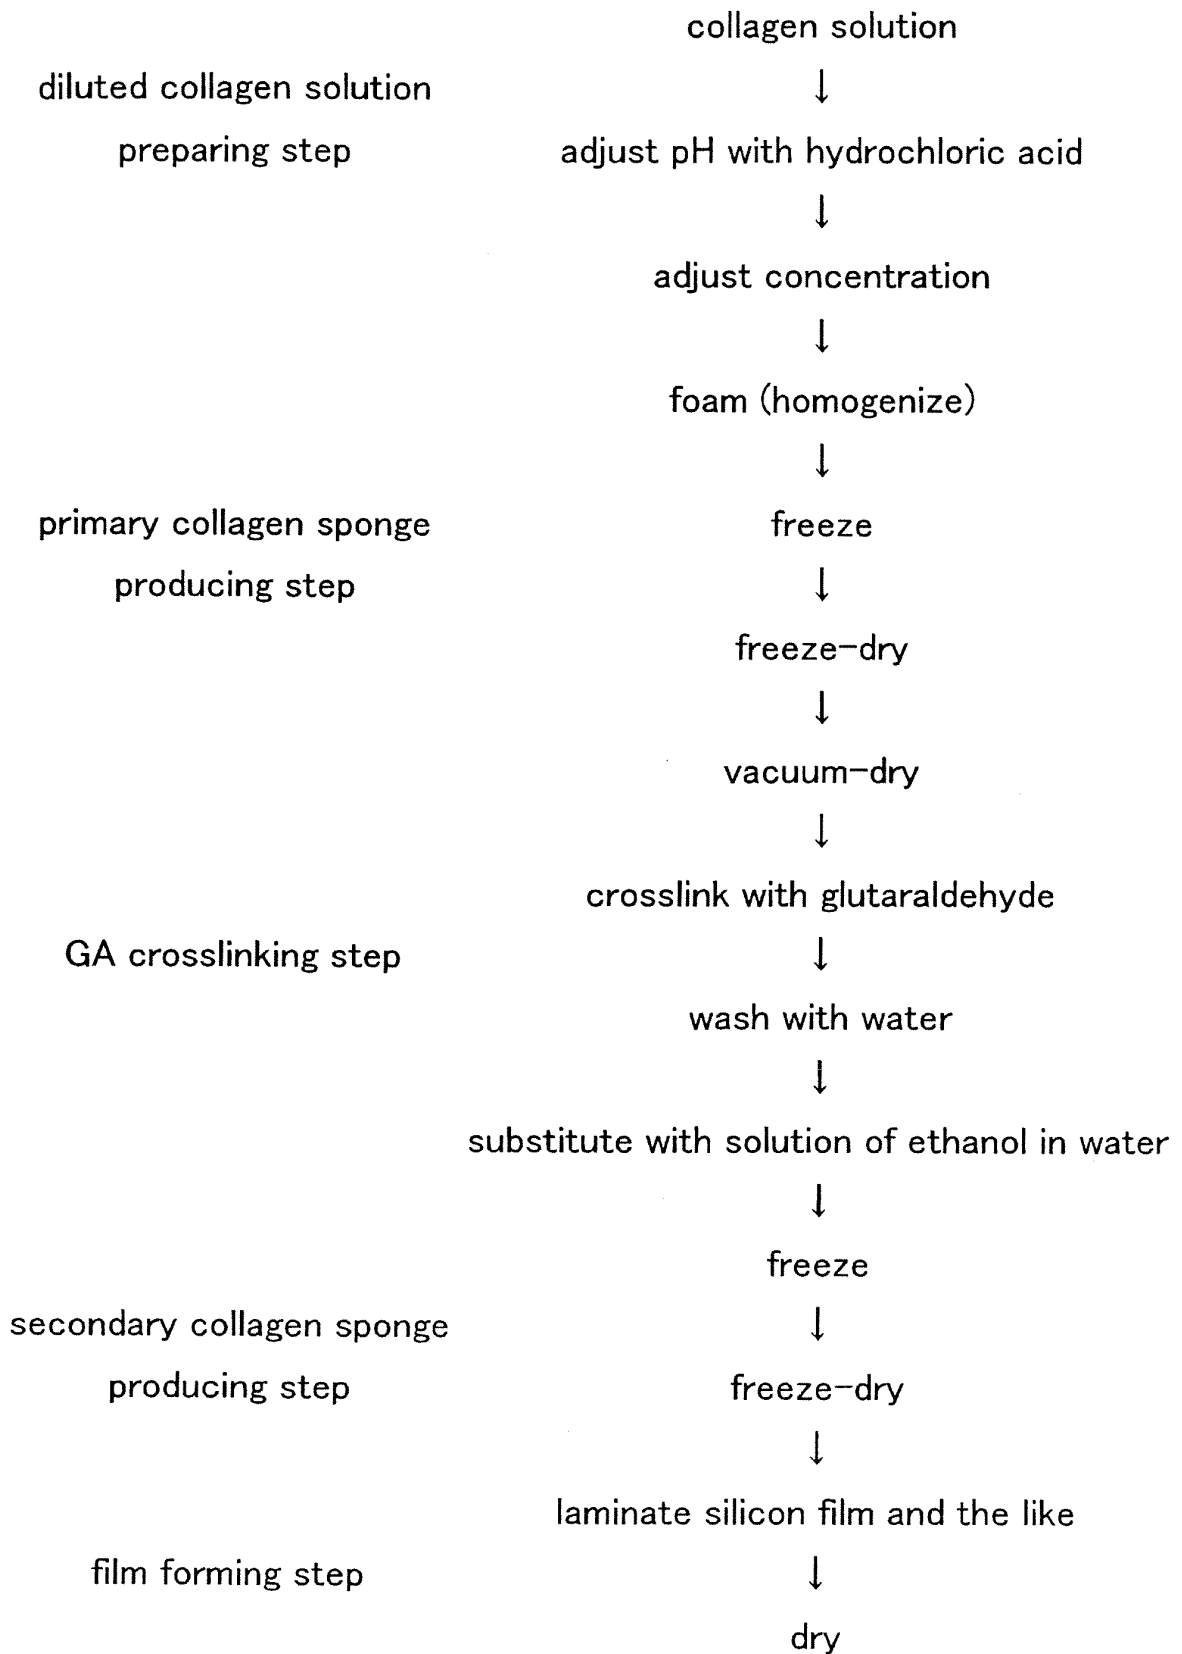 collagen solution
diluted collagen solution
↓
preparing step
adjust pH with hydrochloric acid
↓
adjust concentration
↓
foam (homogenize)
↓
primary collagen sponge
freeze
producing step
↓
freeze-dry
↓
vacuum-dry
↓
crosslink with glutaraldehyde
GA crosslinking step
↓
wash with water
↓
substitute with solution of ethanol in water
↓
freeze
secondary collagen sponge
↓
producing step
freeze-dry
↓
laminate silicon film and the like
film forming step
↓
dry